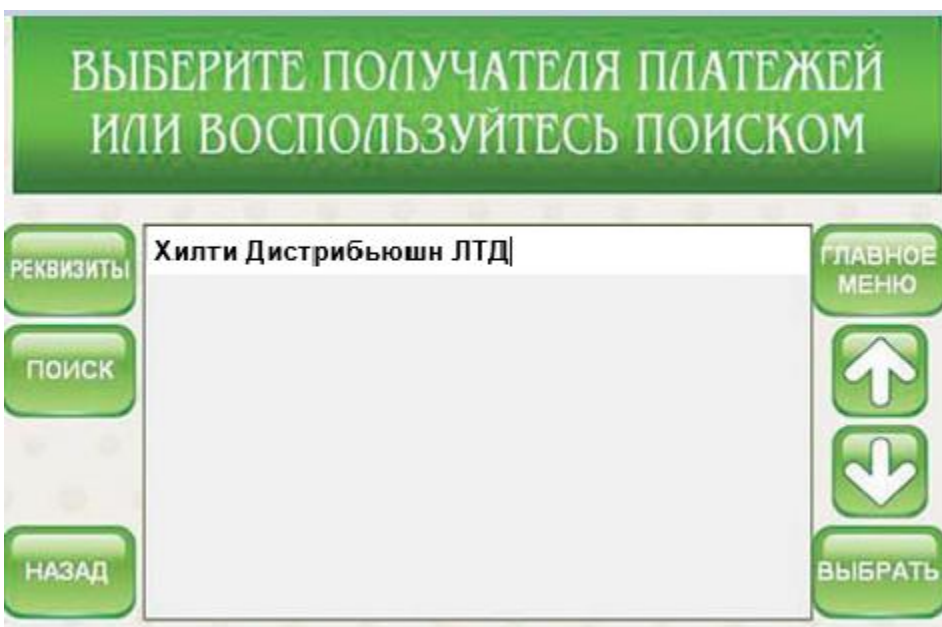 ВЫБЕРИТЕ ПОЛУЧАТЕЛЯ ПЛАТЕЖЕЙ
ИЛИ ВОСПОЛЬЗУЙТЕСЬ ПОИСКОМ
РЕКВИЗИТЫ
Хилти Дистрибьюшн ЛТД
ГЛАВНОЕ
МЕНЮ
ПОИСК
НАЗАД
ВЫБРАТЬ